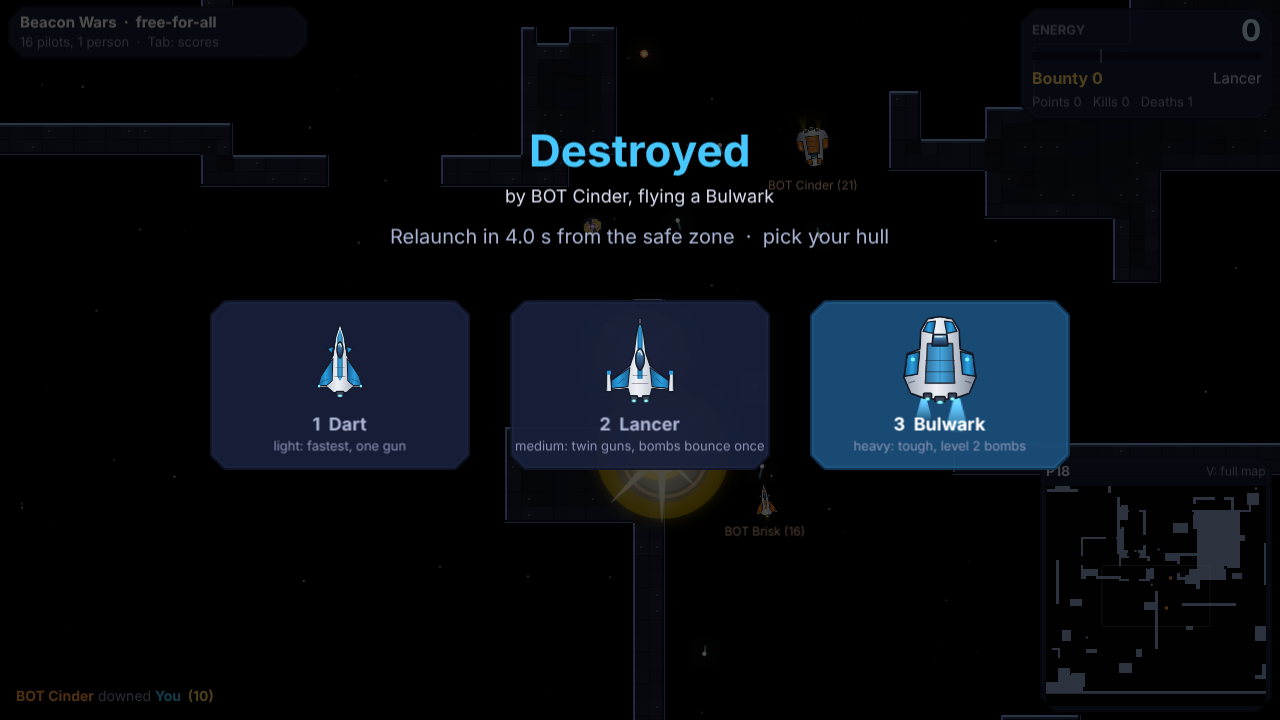 Beacon Wars · free-for-all
16 pilots, 1 person · Tab: scores
ENERGY 0
Bounty 0 Lancer
Points 0 Kills 0 Deaths 1
Destroyed
BOT Cinder (21)
by BOT Cinder, flying a Bulwark
Relaunch in 4.0 s from the safe zone · pick your hull
1 Dart
light: fastest, one gun
2 Lancer
medium: twin guns, bombs bounce once
3 Bulwark
heavy: tough, level 2 bombs
V: full map
BOT Brisk (16)
BOT Cinder downed You (10)